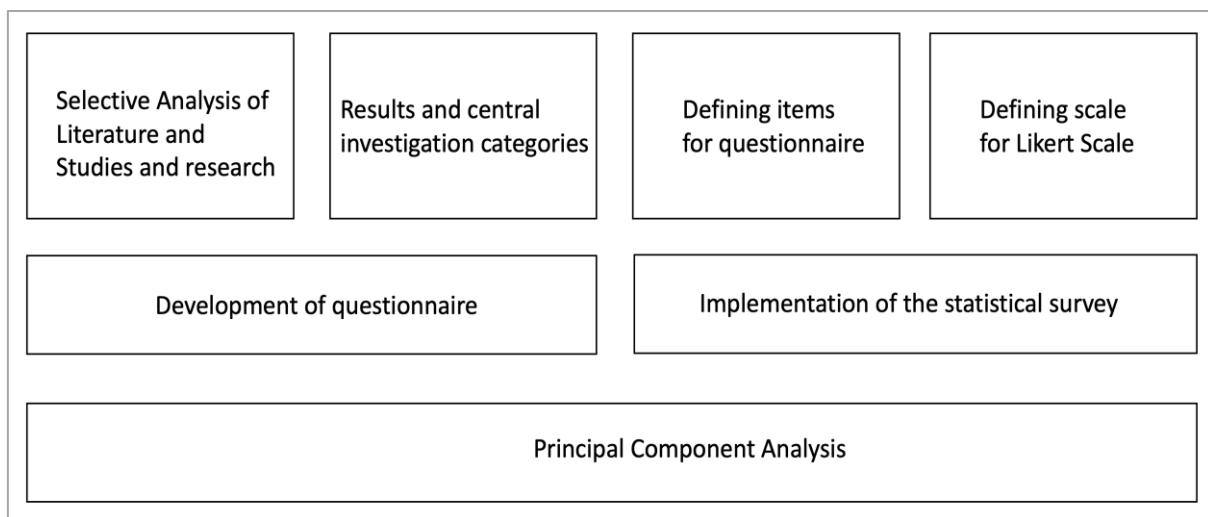 Selective Analysis of
Literature and
Studies and research
Results and central
investigation categories
Defining items
for questionnaire
Defining scale
for Likert Scale
Development of questionnaire
Implementation of the statistical survey
Principal Component Analysis